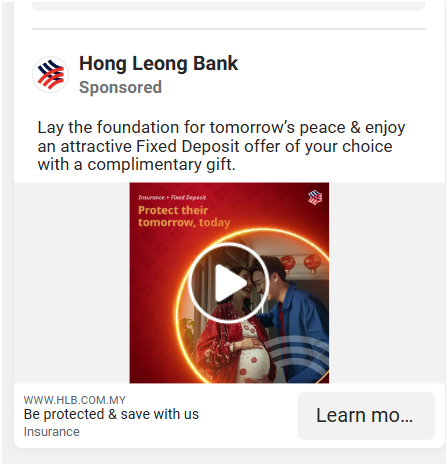 Hong Leong Bank
Sponsored
Lay the foundation for tomorrow’s peace & enjoy
an attractive Fixed Deposit offer of your choice
with a complimentary gift.
Insurance + Fixed Deposit
Protect their
tomorrow, today
WWW.HLB.COM.MY
Be protected & save with us
Insurance
Learn mo...